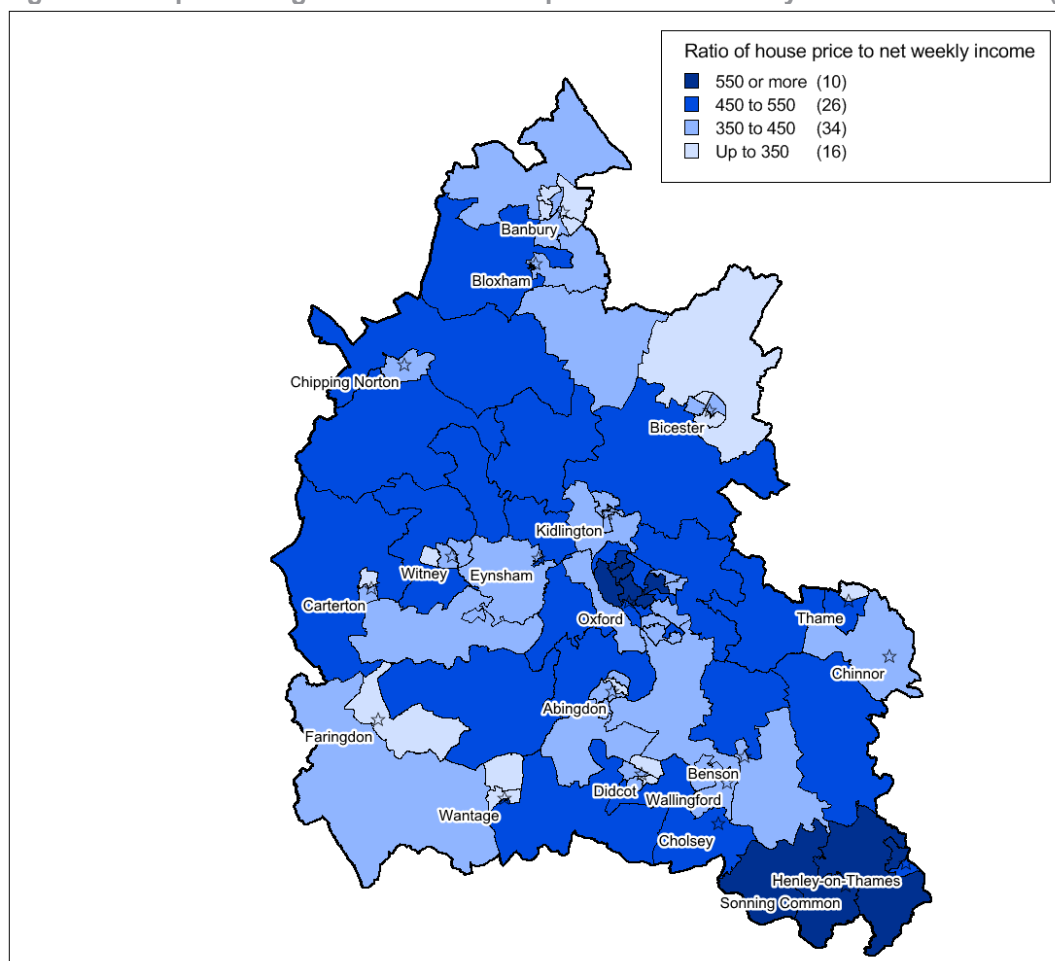 Ratio of house price to net weekly income
550 or more (10)
450 to 550 (26)
350 to 450 (34)
Up to 350 (16)
Banbury
Bloxham
Chipping Norton
Bicester
Kidlington
Witney
Eynsham
Carterton
Oxford
Thame
Chinnor
Abingdon
Faringdon
Benson
Didcot
Wallingford
Wantage
Cholsey
Henley-on-Thames
Sonning Common